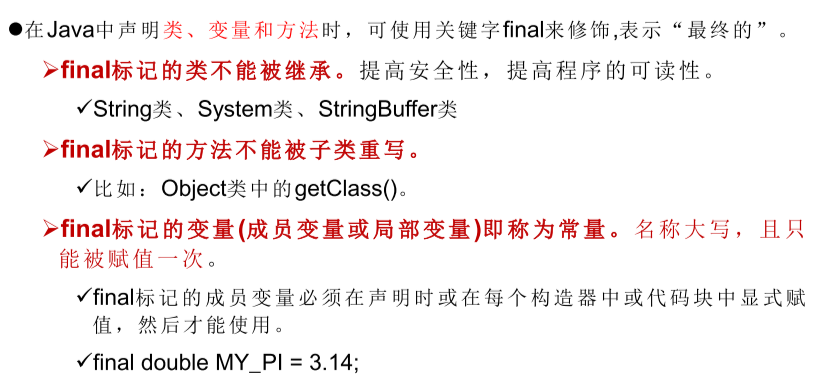 ●在Java中声明类、变量和方法时，可使用关键字final来修饰,表示“最终的”。
➢final标记的类不能被继承。提高安全性，提高程序的可读性。
✓String类、System类、StringBuffer类
➢final标记的方法不能被子类重写。
✓比如：Object类中的getClass()。
➢final标记的变量(成员变量或局部变量)即称为常量。名称大写，且只
能被赋值一次。
✓final标记的成员变量必须在声明时或在每个构造器中或代码块中显式赋
值，然后才能使用。
✓final double MY_PI = 3.14;